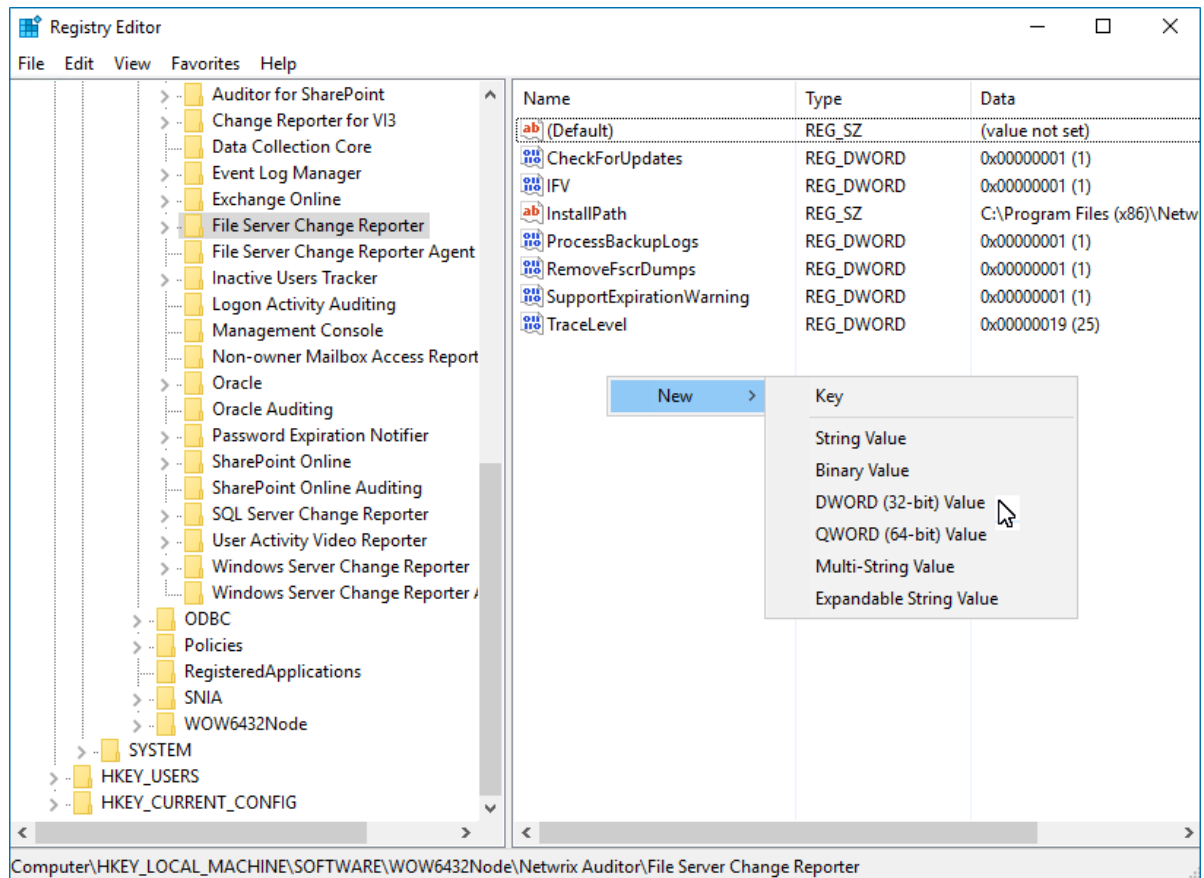 Registry Editor
File Edit View Favorites Help
Auditor for SharePoint
Change Reporter for VI3
Data Collection Core
Event Log Manager
Exchange Online
File Server Change Reporter
File Server Change Reporter Agent
Inactive Users Tracker
Logon Activity Auditing
Management Console
Non-owner Mailbox Access Report
Oracle
Oracle Auditing
Password Expiration Notifier
SharePoint Online
SharePoint Online Auditing
SQL Server Change Reporter
User Activity Video Reporter
Windows Server Change Reporter
Windows Server Change Reporter
ODBC
Policies
RegisteredApplications
SNIA
WOW6432Node
SYSTEM
HKEY_USERS
HKEY_CURRENT_CONFIG
Name Type Data
(Default) REG_SZ (value not set)
CheckForUpdates REG_DWORD 0x00000001 (1)
IFV REG_DWORD 0x00000001 (1)
InstallPath REG_SZ C:\Program Files (x86)\Netw
ProcessBackupLogs REG_DWORD 0x00000001 (1)
RemoveFscrDumps REG_DWORD 0x00000001 (1)
SupportExpirationWarning REG_DWORD 0x00000001 (1)
TraceLevel REG_DWORD 0x00000019 (25)
New
Key
String Value
Binary Value
DWORD (32-bit) Value
QWORD (64-bit) Value
Multi-String Value
Expandable String Value
Computer\HKEY_LOCAL_MACHINE\SOFTWARE\WOW6432Node\Netwrix Auditor\File Server Change Reporter